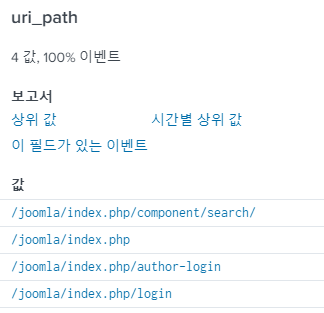 uri_path
4 값, 100% 이벤트
보고서
상위 값 시간별 상위 값
이 필드가 있는 이벤트
값
/joomla/index.php/component/search/
/joomla/index.php
/joomla/index.php/author-login
/joomla/index.php/login